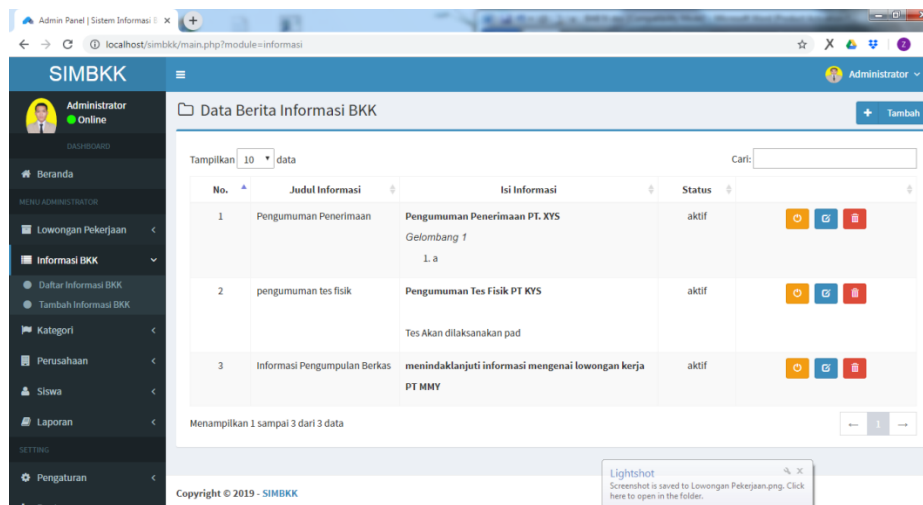 Admin Panel | Sistem Informasi
localhost/simbkk/main.php?module=informasi
SIMBKK
Administrator
Administrator
Online
Data Berita Informasi BKK
Tambah
DASHBOARD
Beranda
MENU ADMINISTRATOR
Lowongan Pekerjaan
Informasi BKK
Daftar Informasi BKK
Tambah Informasi BKK
Kategori
Perusahaan
Siswa
Laporan
SETTING
Pengaturan
Tampilkan 10 data
Cari:
No. Judul Informasi Isi Informasi Status
1 Pengumuman Penerimaan Pengumuman Penerimaan PT. XYS aktif
Gelombang 1
1. a
2 pengumuman tes fisik Pengumuman Tes Fisik PT KYS aktif
Tes Akan dilaksanakan pad
3 Informasi Pengumpulan Berkas menindaklanjuti informasi mengenai lowongan kerja aktif
PT MMY
Menampilkan 1 sampai 3 dari 3 data
← 1 →
Lightshot
Screenshot is saved to Lowongan Pekerjaan.png. Click
here to open in the folder.
Copyright © 2019 - SIMBKK